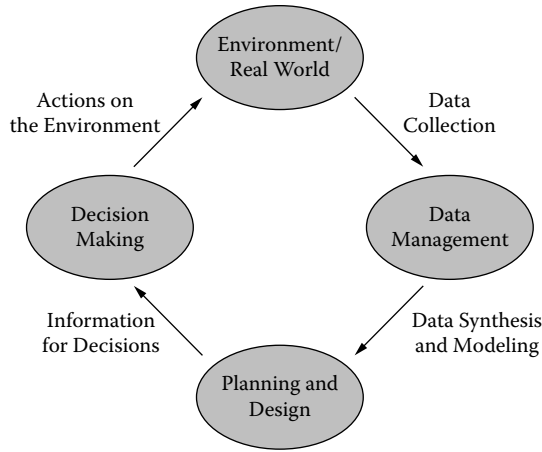 Environment/
Real World
Actions on
the Environment
Data
Collection
Decision
Making
Data
Management
Information
for Decisions
Data Synthesis
and Modeling
Planning and
Design